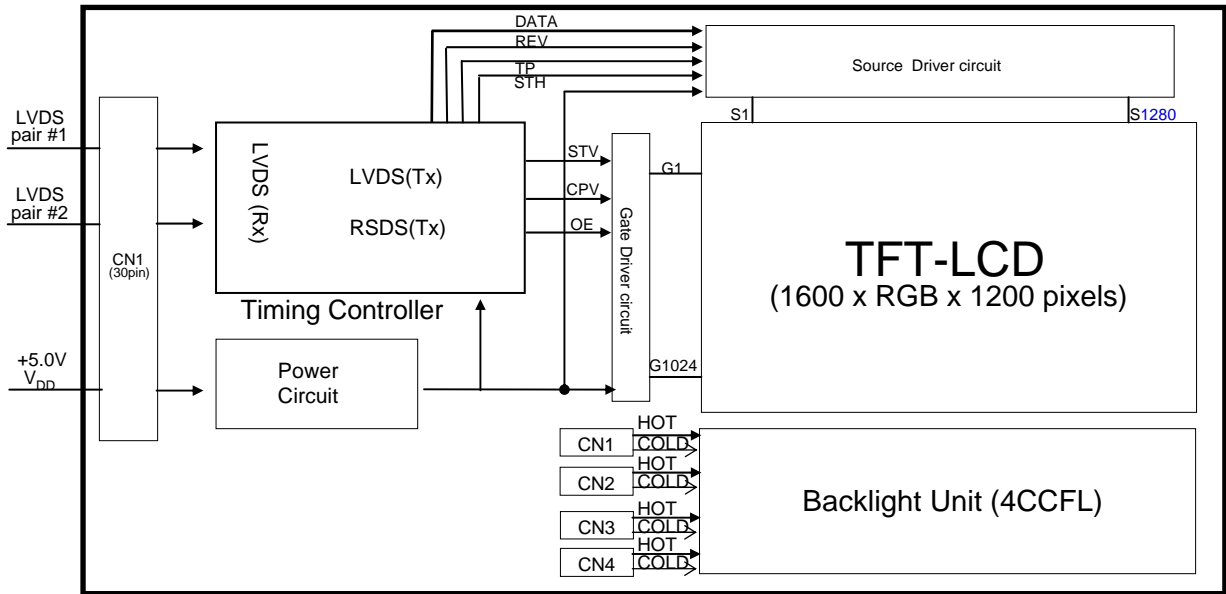 DATA
REV
TP
STH
Source Driver circuit
S1
S1280
LVDS
pair #1
LVDS
pair #2
CN1
(30pin)
LVDS (Rx)
LVDS(Tx)
RSDS(Tx)
Timing Controller
STV
CPV
OE
Gate Driver circuit
G1
G1024
TFT-LCD
(1600 x RGB x 1200 pixels)
+5.0V
VDD
Power
Circuit
CN1
HOT
COLD
CN2
HOT
COLD
CN3
HOT
COLD
CN4
HOT
COLD
Backlight Unit (4CCFL)